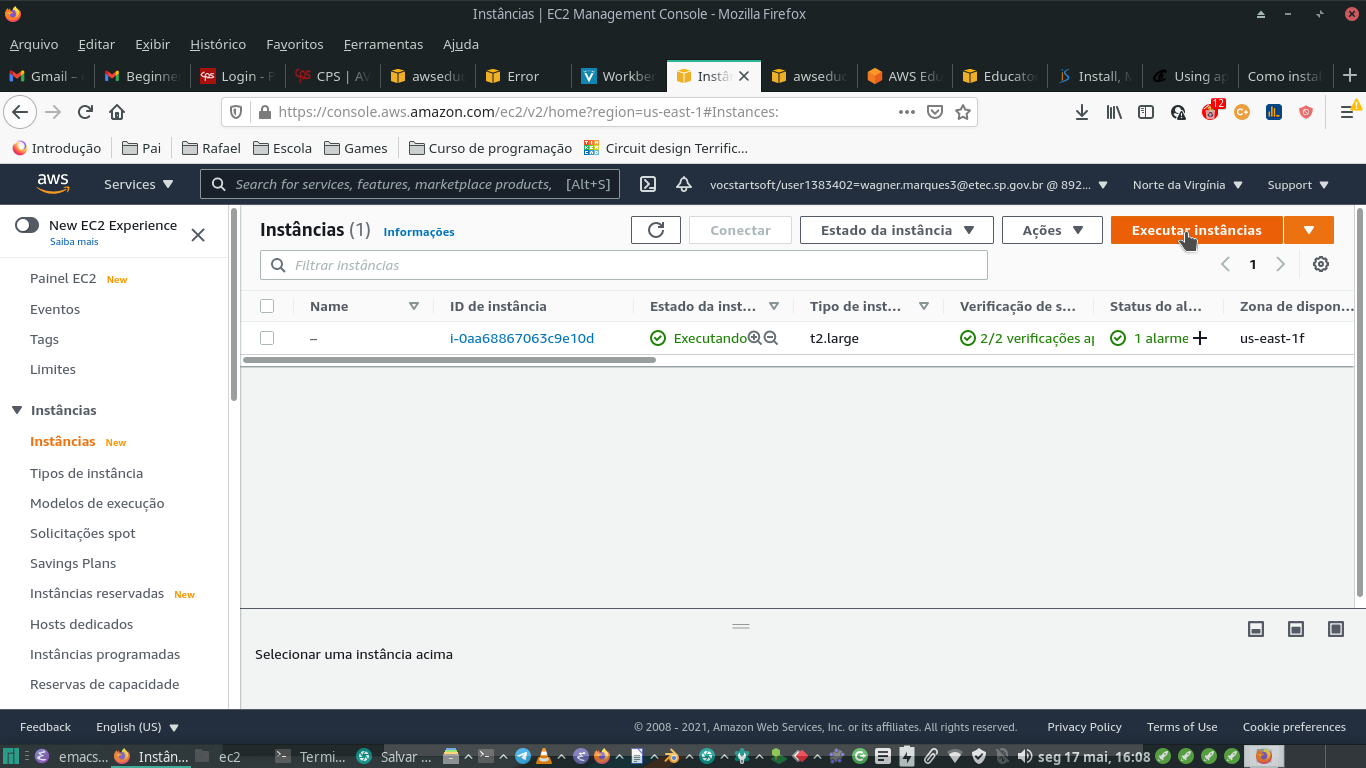 Instâncias | EC2 Management Console - Mozilla Firefox
Arquivo Editar Exibir Histórico Favoritos Ferramentas Ajuda
Gmail – Beginne Login - P CPS | AV awseduc Error Workbe Instân awseduc AWS Edu Educato Install, M Using ap Como insta
https://console.aws.amazon.com/ec2/v2/home?region=us-east-1#Instances: 12
Introdução Pai Rafael Escola Games Curso de programação Circuit design Terrific…
aws Services Search for services, features, marketplace products, [Alt+S] vocstartsoft/user1383402=wagner.marques3@etec.sp.gov.br @ 892... Norte da Virgínia Support
New EC2 Experience
Saiba mais
Painel EC2 New
Eventos
Tags
Limites
Instâncias
Instâncias New
Tipos de instância
Modelos de execução
Solicitações spot
Savings Plans
Instâncias reservadas New
Hosts dedicados
Instâncias programadas
Reservas de capacidade
Instâncias (1) Informações Conectar Estado da instância Ações Executar instâncias
Filtrar instâncias 1
Name ID de instância Estado da inst… Tipo de inst… Verificação de s… Status do al… Zona de dispon…
– i-0aa68867063c9e10d Executando t2.large 2/2 verificações ap 1 alarme us-east-1f
Selecionar uma instância acima
Feedback English (US) © 2008 - 2021, Amazon Web Services, Inc. or its affiliates. All rights reserved. Privacy Policy Terms of Use Cookie preferences
emacs… Instân… ec2 Termi… Salvar … seg 17 mai, 16:08